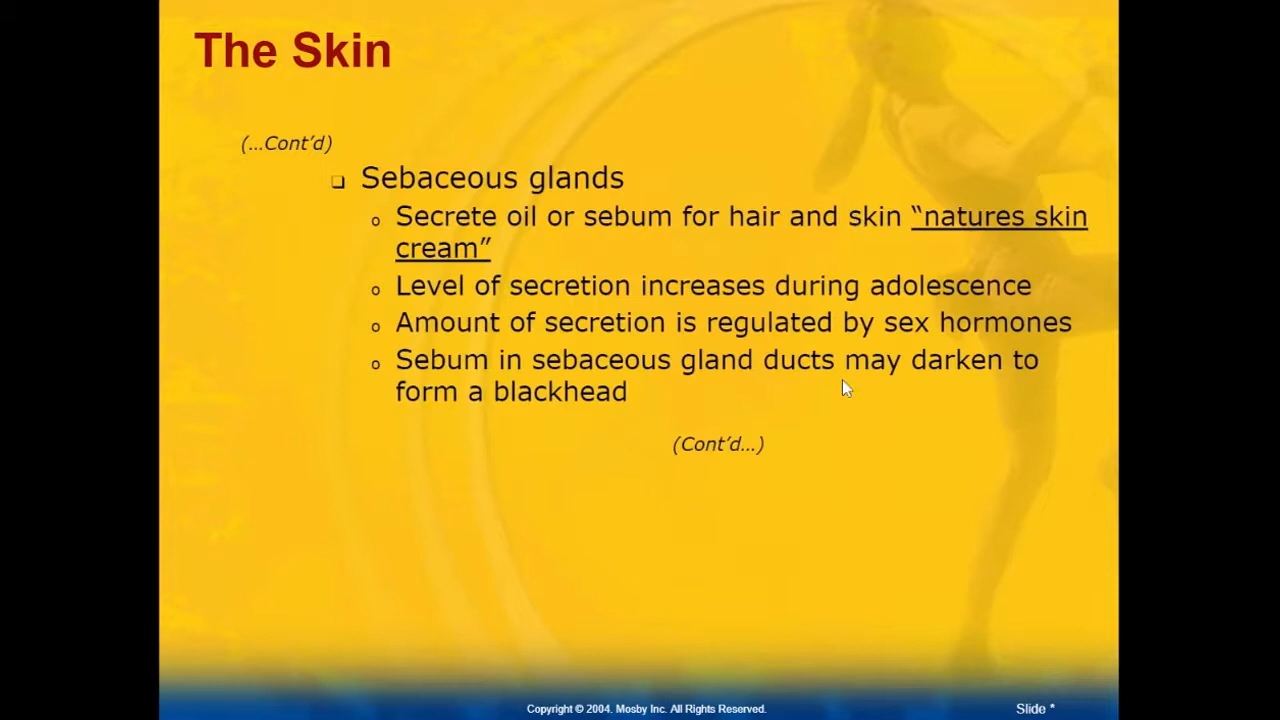 The Skin
(…Cont’d)
❑ Sebaceous glands
o Secrete oil or sebum for hair and skin “natures skin
cream”
o Level of secretion increases during adolescence
o Amount of secretion is regulated by sex hormones
o Sebum in sebaceous gland ducts may darken to
form a blackhead
(Cont’d…)
Copyright © 2004. Mosby Inc. All Rights Reserved.
Slide *